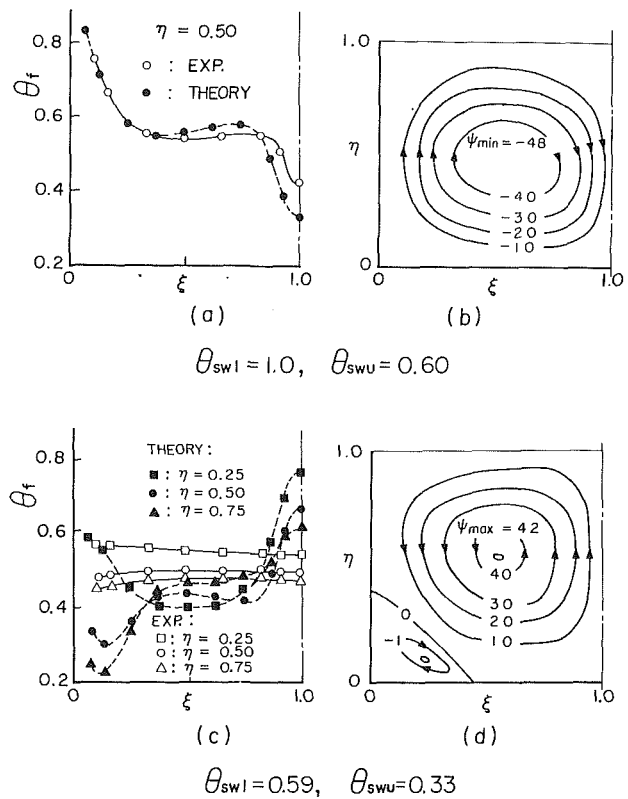 0.8
0.6
0.4
0.2
θf
η = 0.50
○ : EXP.
● : THEORY
0
ξ
1.0
(a)
1.0
η
0
ψmin = −48
−40
−30
−20
−10
ξ
1.0
(b)
θswl = 1.0, θswu = 0.60
0.8
0.6
0.4
0.2
θf
THEORY :
■ : η = 0.25
● : η = 0.50
▲ : η = 0.75
EXP. :
□ : η = 0.25
○ : η = 0.50
△ : η = 0.75
0
ξ
1.0
(c)
1.0
η
0
ψmax = 42
40
30
20
10
0
−1
0
ξ
1.0
(d)
θswl = 0.59, θswu = 0.33